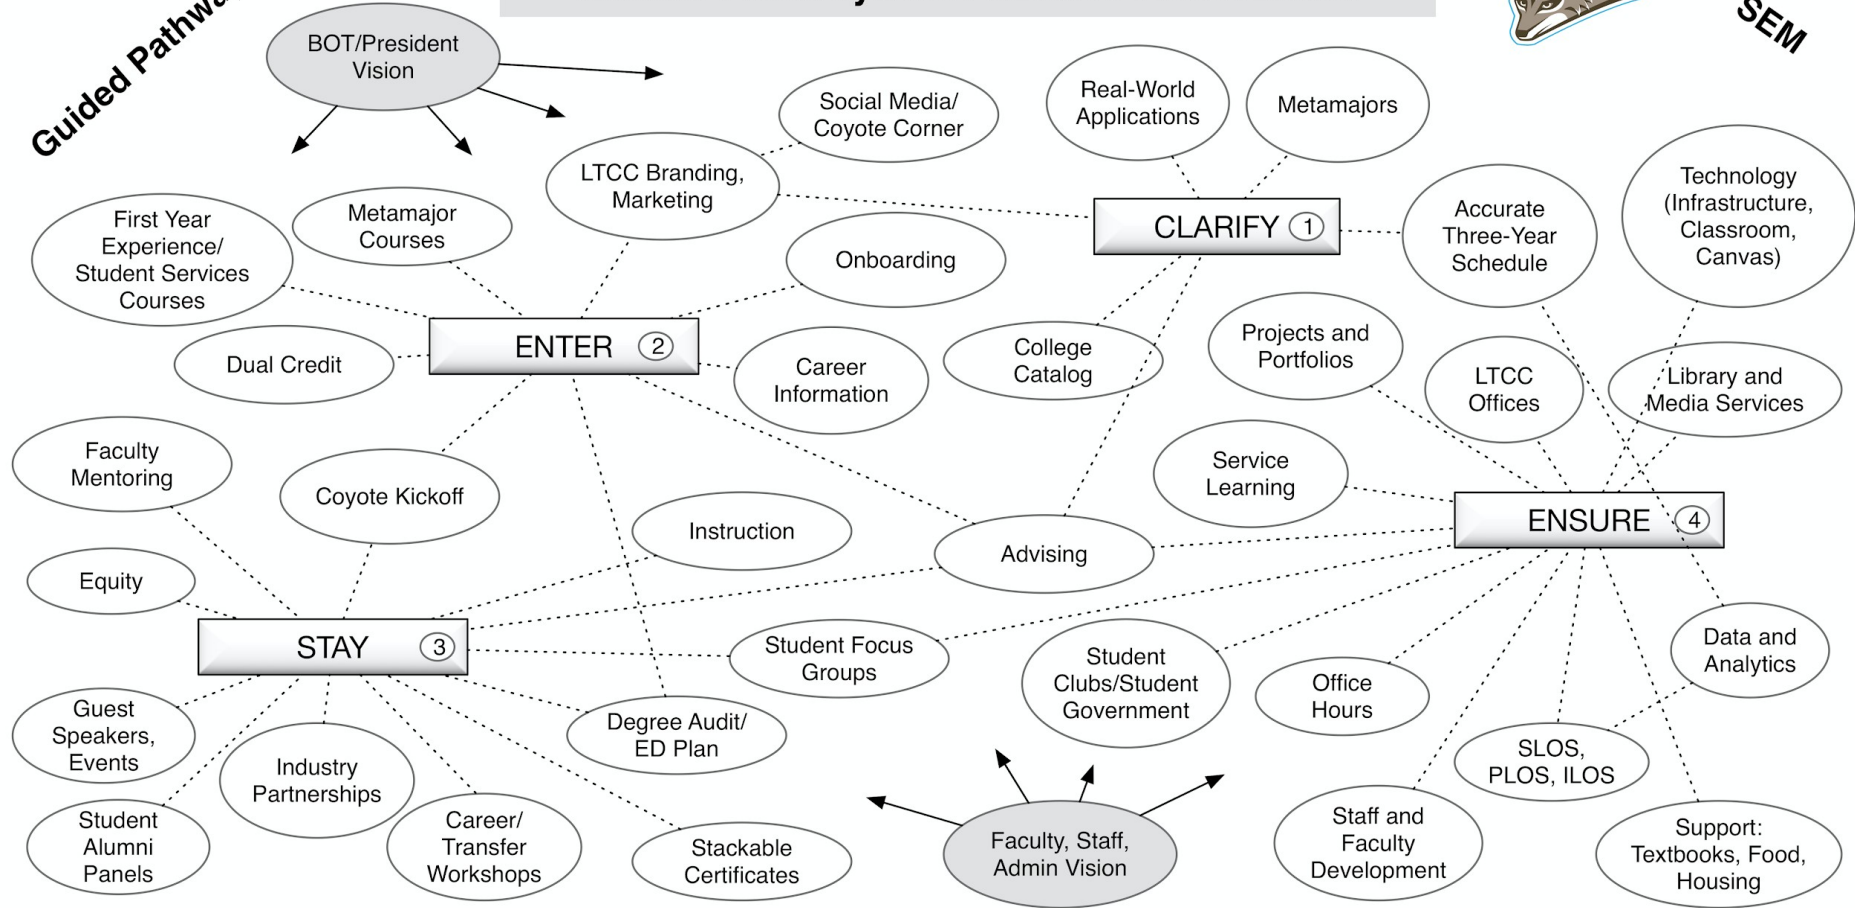 Guided Pathwa
SEM
BOT/President
Vision
Social Media/
Coyote Corner
Real-World
Applications
Metamajors
LTCC Branding,
Marketing
Technology
(Infrastructure,
Classroom,
Canvas)
First Year
Experience/
Student Services
Courses
Metamajor
Courses
CLARIFY 1
Accurate
Three-Year
Schedule
Onboarding
ENTER 2
Dual Credit
Career
Information
College
Catalog
Projects and
Portfolios
LTCC
Offices
Library and
Media Services
Faculty
Mentoring
Coyote Kickoff
Service
Learning
Instruction
Advising
ENSURE 4
Equity
STAY 3
Student Focus
Groups
Student
Clubs/Student
Government
Office
Hours
Data and
Analytics
Guest
Speakers,
Events
Industry
Partnerships
Degree Audit/
ED Plan
SLOS,
PLOS, ILOS
Student
Alumni
Panels
Career/
Transfer
Workshops
Stackable
Certificates
Faculty, Staff,
Admin Vision
Staff and
Faculty
Development
Support:
Textbooks, Food,
Housing